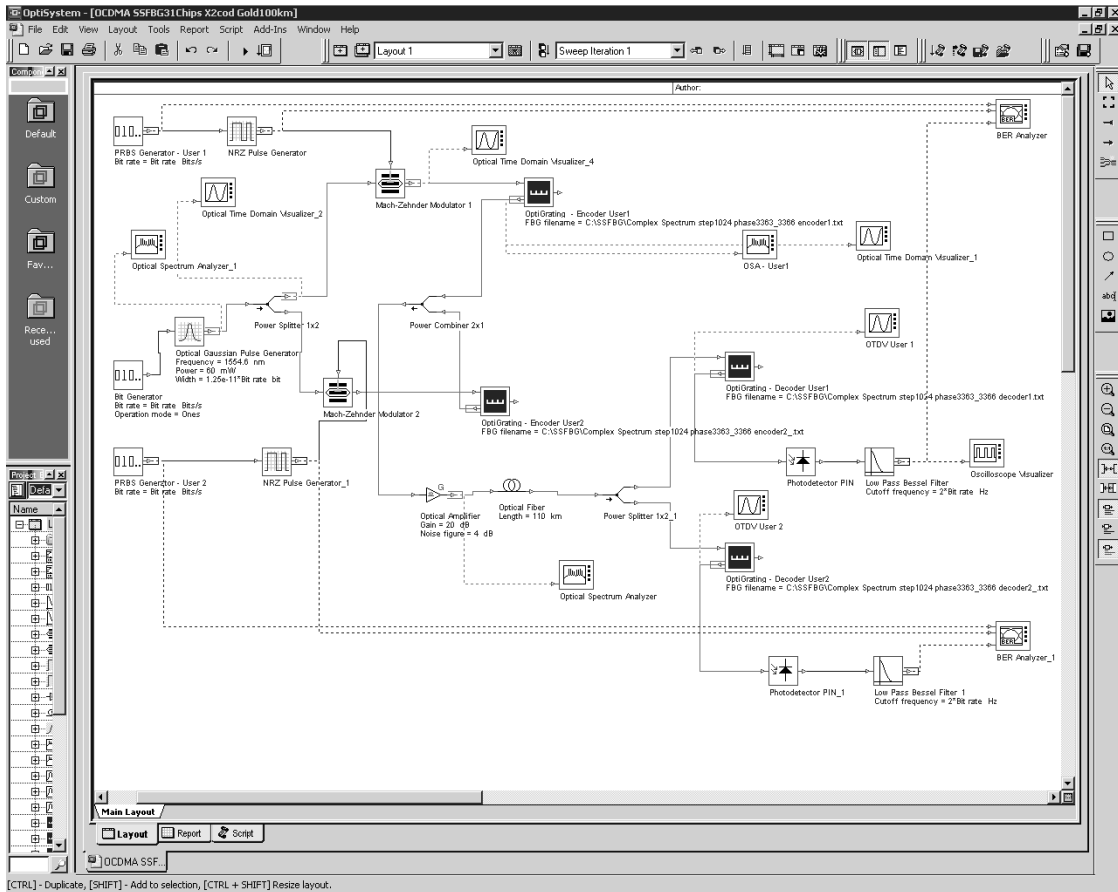 OptiSystem - [OCDMA SSFBG31Chips X2cod Gold100km]
File Edit View Layout Tools Report Script Add-Ins Window Help
Layout 1
Sweep Iteration 1
Default
Custom
Fav...
Rece... used
Author:
PRBS Generator - User 1
Bit rate = Bit rate Bits/s
NRZ Pulse Generator
BER Analyzer
Optical Time Domain Visualizer_4
Mach-Zehnder Modulator 1
Optical Time Domain Visualizer_2
OptiGrating - Encoder User1
FBG filename = C:\SSFBG\Complex Spectrum step1024 phase3363_3366 encoder1.txt
Optical Spectrum Analyzer_1
OSA - User1
Optical Time Domain Visualizer_1
Power Splitter 1x2
Power Combiner 2x1
Optical Gaussian Pulse Generator
Frequency = 1554.6 nm
Power = 60 mW
Width = 1.25e-11*Bit rate bit
OTDV User 1
Bit Generator
Bit rate = Bit rate Bits/s
Operation mode = Ones
Mach-Zehnder Modulator 2
OptiGrating - Decoder User1
FBG filename = C:\SSFBG\Complex Spectrum step1024 phase3363_3366 decoder1.txt
OptiGrating - Encoder User2
FBG filename = C:\SSFBG\Complex Spectrum step1024 phase3363_3366 encoder2_.txt
PRBS Generator - User 2
Bit rate = Bit rate Bits/s
NRZ Pulse Generator_1
Photodetector PIN
Low Pass Bessel Filter
Cutoff frequency = 2*Bit rate Hz
Oscilloscope Visualizer
G
Optical Amplifier
Gain = 20 dB
Noise figure = 4 dB
Optical Fiber
Length = 110 km
Power Splitter 1x2_1
OTDV User 2
Optical Spectrum Analyzer
OptiGrating - Decoder User2
FBG filename = C:\SSFBG\Complex Spectrum step1024 phase3363_3366 decoder2_.txt
BER Analyzer_1
Photodetector PIN_1
Low Pass Bessel Filter_1
Cutoff frequency = 2*Bit rate Hz
Name
Main Layout
Layout Report Script
OCDMA SSF...
[CTRL] - Duplicate, [SHIFT] - Add to selection, [CTRL + SHIFT] Resize layout.